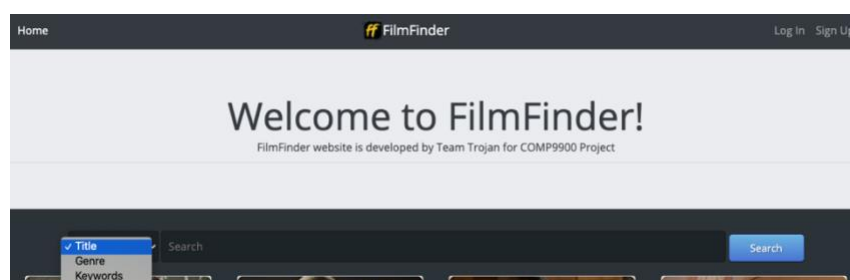 Home
ff FilmFinder
Log In Sign Up
Welcome to FilmFinder!
FilmFinder website is developed by Team Trojan for COMP9900 Project
✓ Title
Search
Search
Genre
Keywords